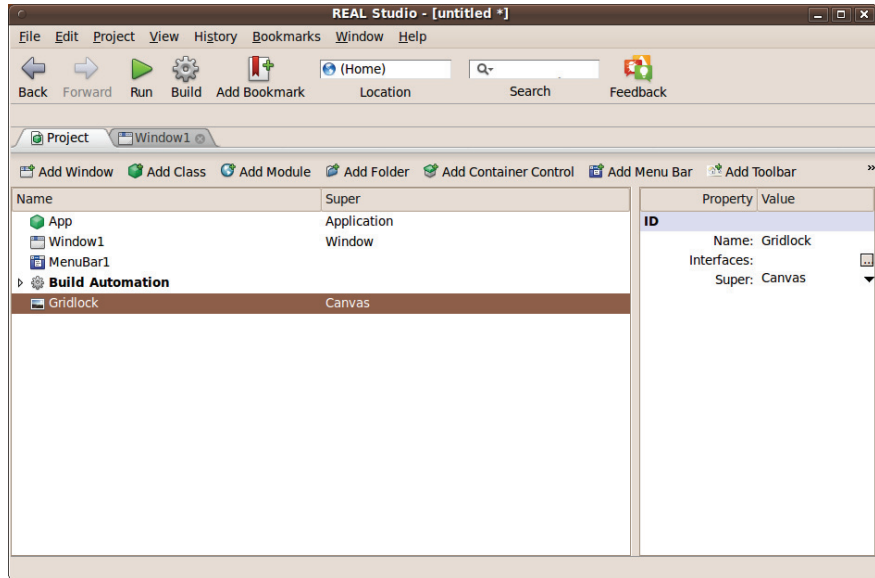 REAL Studio - [untitled *]
File Edit Project View History Bookmarks Window Help
(Home)
Back Forward Run Build Add Bookmark Location Search Feedback
Project Window1
Add Window Add Class Add Module Add Folder Add Container Control Add Menu Bar Add Toolbar »
Name Super Property Value
App Application ID
Window1 Window Name: Gridlock
MenuBar1 Interfaces: ...
Build Automation Super: Canvas
Gridlock Canvas